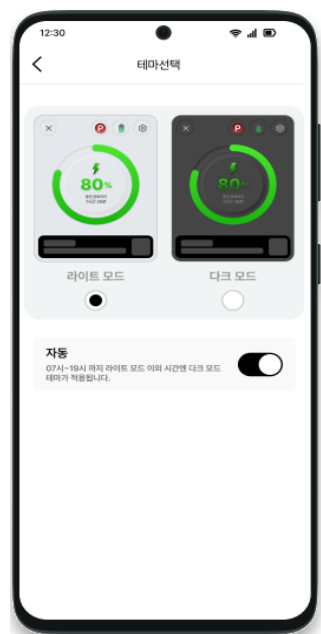 12:30
테마선택
P
80%
P
80%
라이트 모드
다크 모드
자동
07시~19시 까지 라이트 모드 이외 시간엔 다크 모드
테마가 적용됩니다.